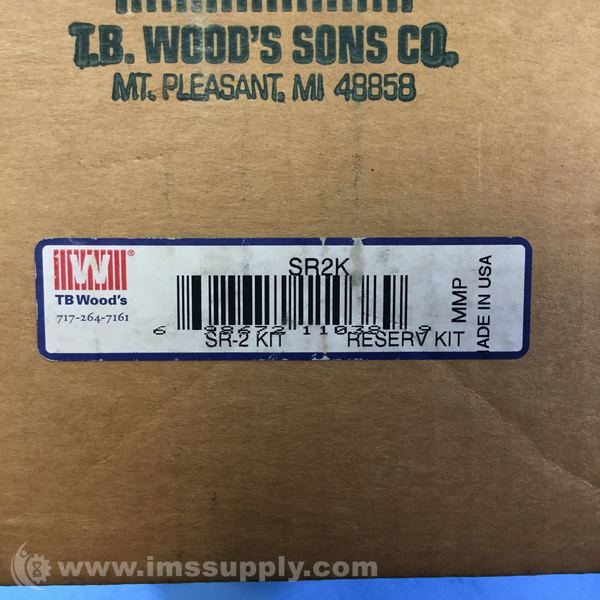 T.B. WOOD'S SONS CO.
MT. PLEASANT, MI 48858
W ®
TB Wood's
717-264-7161
SR2K
SR-2 KIT RESERV KIT
MMP
MADE IN USA
www.imssupply.com